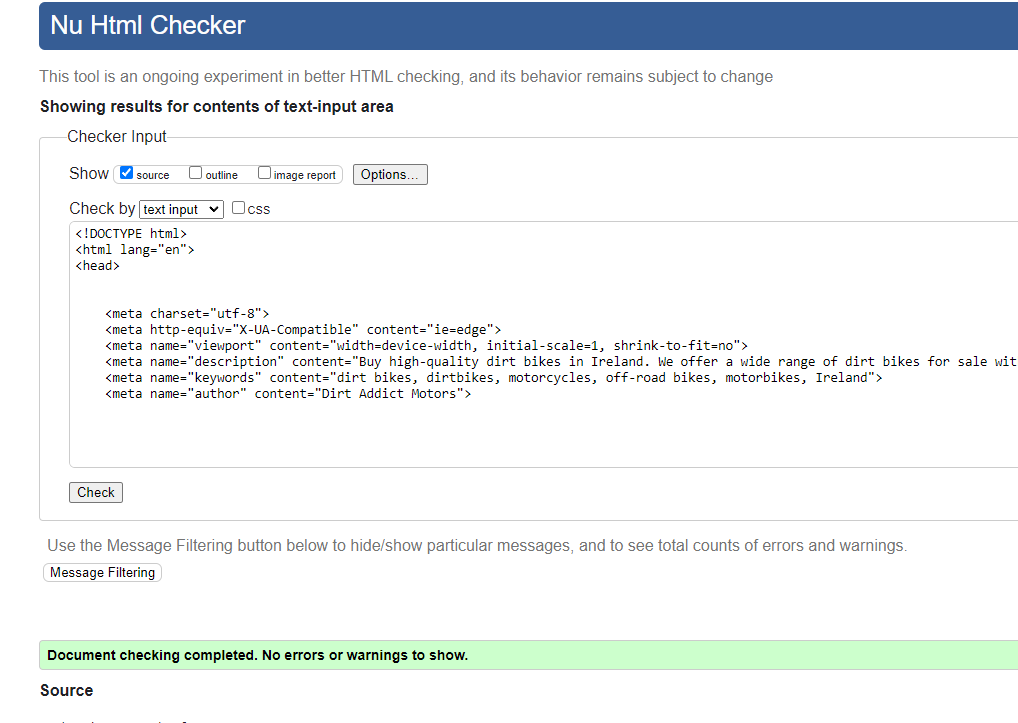 Nu Html Checker
This tool is an ongoing experiment in better HTML checking, and its behavior remains subject to change
Showing results for contents of text-input area
Checker Input
Show source outline image report Options...
Check by text input css
<!DOCTYPE html>
<html lang="en">
<head>
<meta charset="utf-8">
<meta http-equiv="X-UA-Compatible" content="ie=edge">
<meta name="viewport" content="width=device-width, initial-scale=1, shrink-to-fit=no">
<meta name="description" content="Buy high-quality dirt bikes in Ireland. We offer a wide range of dirt bikes for sale wit
<meta name="keywords" content="dirt bikes, dirtbikes, motorcycles, off-road bikes, motorbikes, Ireland">
<meta name="author" content="Dirt Addict Motors">
Check
Use the Message Filtering button below to hide/show particular messages, and to see total counts of errors and warnings.
Message Filtering
Document checking completed. No errors or warnings to show.
Source